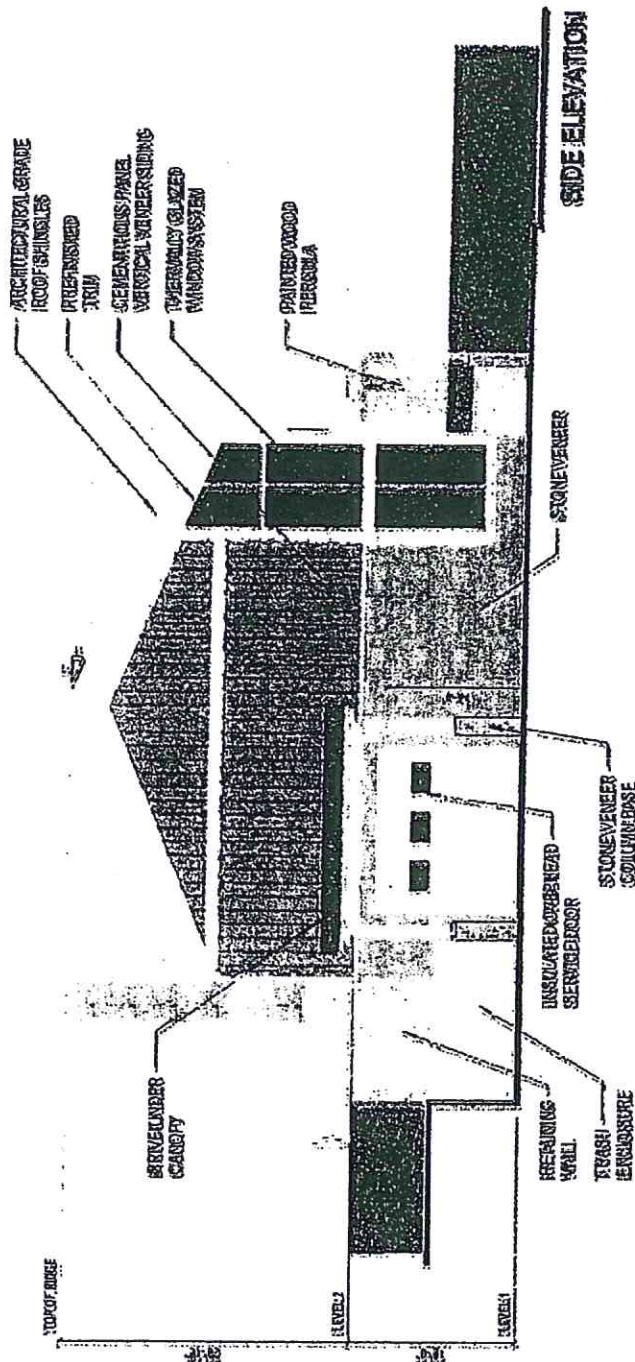 ARCHITECTURAL GRADE
ROOF SHINGLES
PREFINISHED
TRIM
CEMENTITIOUS PANEL
VERTICAL VENEER SIDING
THERMALLY GLAZED
WINDOW SYSTEM
PAINTED WOOD
PERGOLA
SIDE ELEVATION
STONE VENEER
STONE VENEER
COLUMN BASE
INSULATED OVERHEAD
SERVICE DOOR
DRIVE UNDER
CANOPY
RETAINING
WALL
TRASH
ENCLOSURE
TOP OF RIDGE
LEVEL 2
LEVEL 1